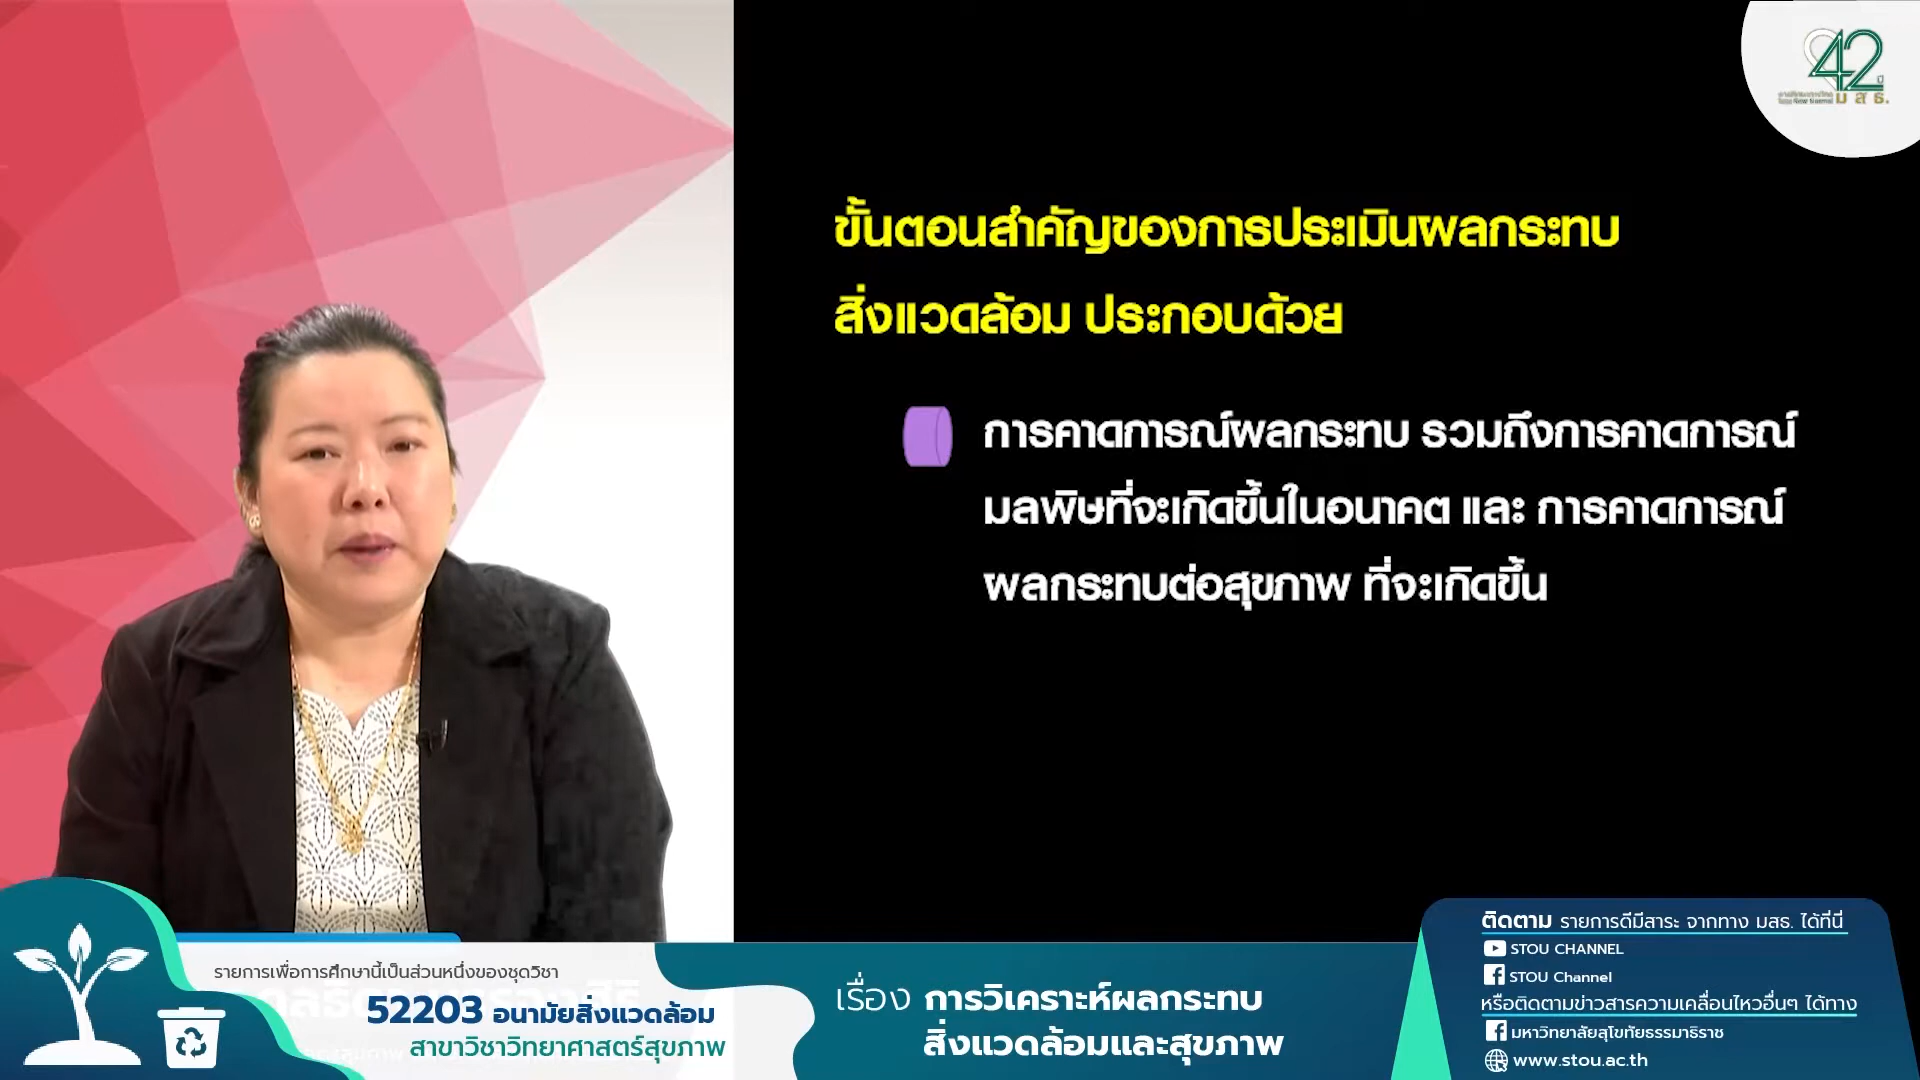 42
ปี
ม ส ธ.
ขั้นตอนสำคัญของการประเมินผลกระทบ
สิ่งแวดล้อม ประกอบด้วย
การคาดการณ์ผลกระทบ รวมถึงการคาดการณ์
มลพิษที่จะเกิดขึ้นในอนาคต และ การคาดการณ์
ผลกระทบต่อสุขภาพ ที่จะเกิดขึ้น
รายการเพื่อการศึกษานี้เป็นส่วนหนึ่งของชุดวิชา
52203 อนามัยสิ่งแวดล้อม
สาขาวิชาวิทยาศาสตร์สุขภาพ
เรื่อง การวิเคราะห์ผลกระทบ
สิ่งแวดล้อมและสุขภาพ
ติดตาม รายการดีมีสาระ จากทาง มสธ. ได้ที่นี่
STOU CHANNEL
STOU Channel
หรือติดตามข่าวสารความเคลื่อนไหวอื่นๆ ได้ทาง
มหาวิทยาลัยสุโขทัยธรรมาธิราช
www.stou.ac.th